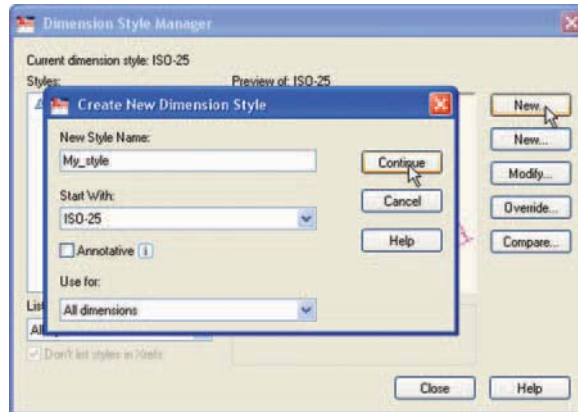 Dimension Style Manager
Current dimension style: ISO-25
Styles:
Preview of: ISO-25
New...
New...
Modify...
Override...
Compare...
Create New Dimension Style
New Style Name:
My_style
Continue
Start With:
ISO-25
Cancel
Annotative
Help
Use for:
All dimensions
Don't list styles in Xrefs
Close
Help